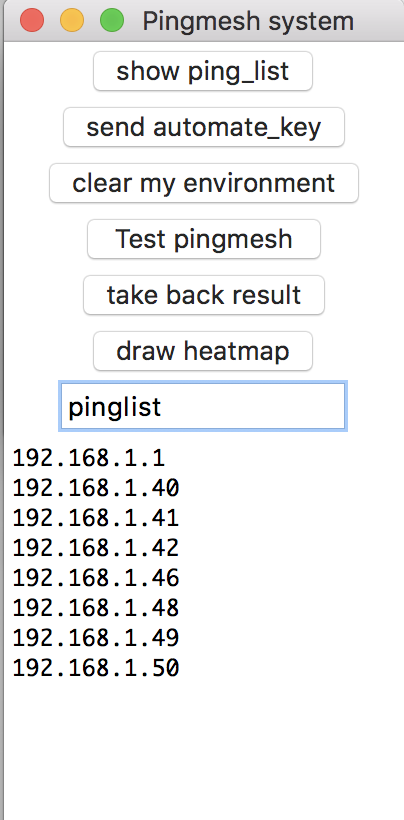 Pingmesh system
show ping_list
send automate_key
clear my environment
Test pingmesh
take back result
draw heatmap
pinglist
192.168.1.1
192.168.1.40
192.168.1.41
192.168.1.42
192.168.1.46
192.168.1.48
192.168.1.49
192.168.1.50